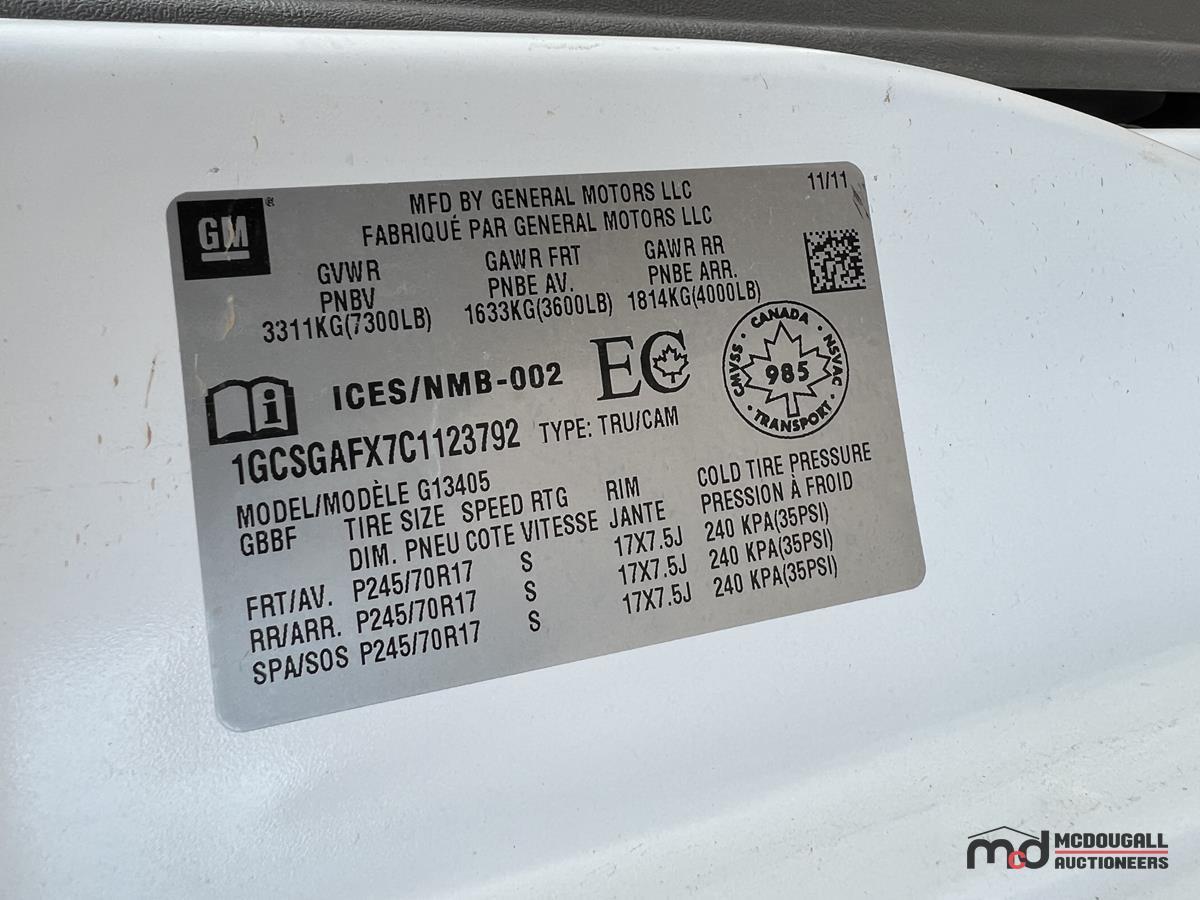 GM
MFD BY GENERAL MOTORS LLC
11/11
FABRIQUÉ PAR GENERAL MOTORS LLC
GVWR GAWR FRT GAWR RR
PNBV PNBE AV. PNBE ARR.
3311KG(7300LB) 1633KG(3600LB) 1814KG(4000LB)
ICES/NMB-002 EC
CANADA
CMVSS 985 NSVAC
TRANSPORT
1GCSGAFX7C1123792 TYPE: TRU/CAM
MODEL/MODÈLE G13405
GBBF TIRE SIZE SPEED RTG RIM COLD TIRE PRESSURE
DIM. PNEU COTE VITESSE JANTE PRESSION À FROID
FRT/AV. P245/70R17 S 17X7.5J 240 KPA(35PSI)
RR/ARR. P245/70R17 S 17X7.5J 240 KPA(35PSI)
SPA/SOS P245/70R17 S 17X7.5J 240 KPA(35PSI)
mcd MCDOUGALL
AUCTIONEERS